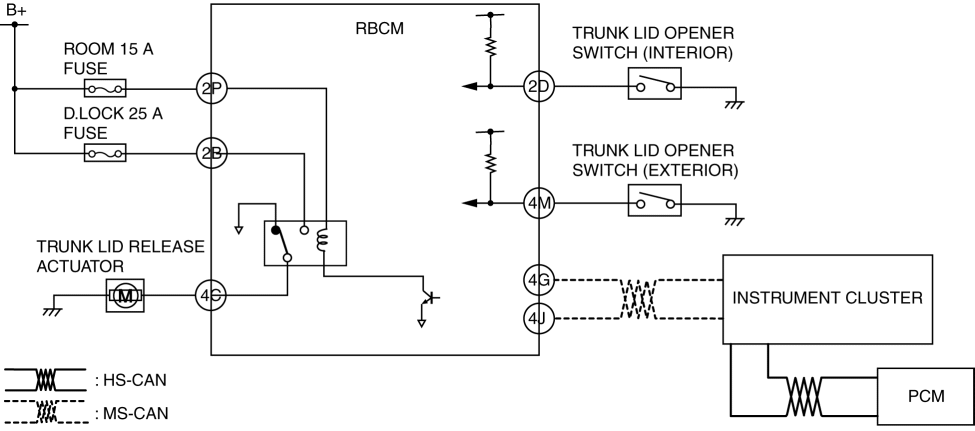 B+
RBCM
ROOM 15 A
FUSE
2P
D.LOCK 25 A
FUSE
2B
TRUNK LID OPENER
SWITCH (INTERIOR)
2D
TRUNK LID OPENER
SWITCH (EXTERIOR)
4M
TRUNK LID RELEASE
ACTUATOR
M
4C
4G
4J
INSTRUMENT CLUSTER
PCM
: HS-CAN
: MS-CAN